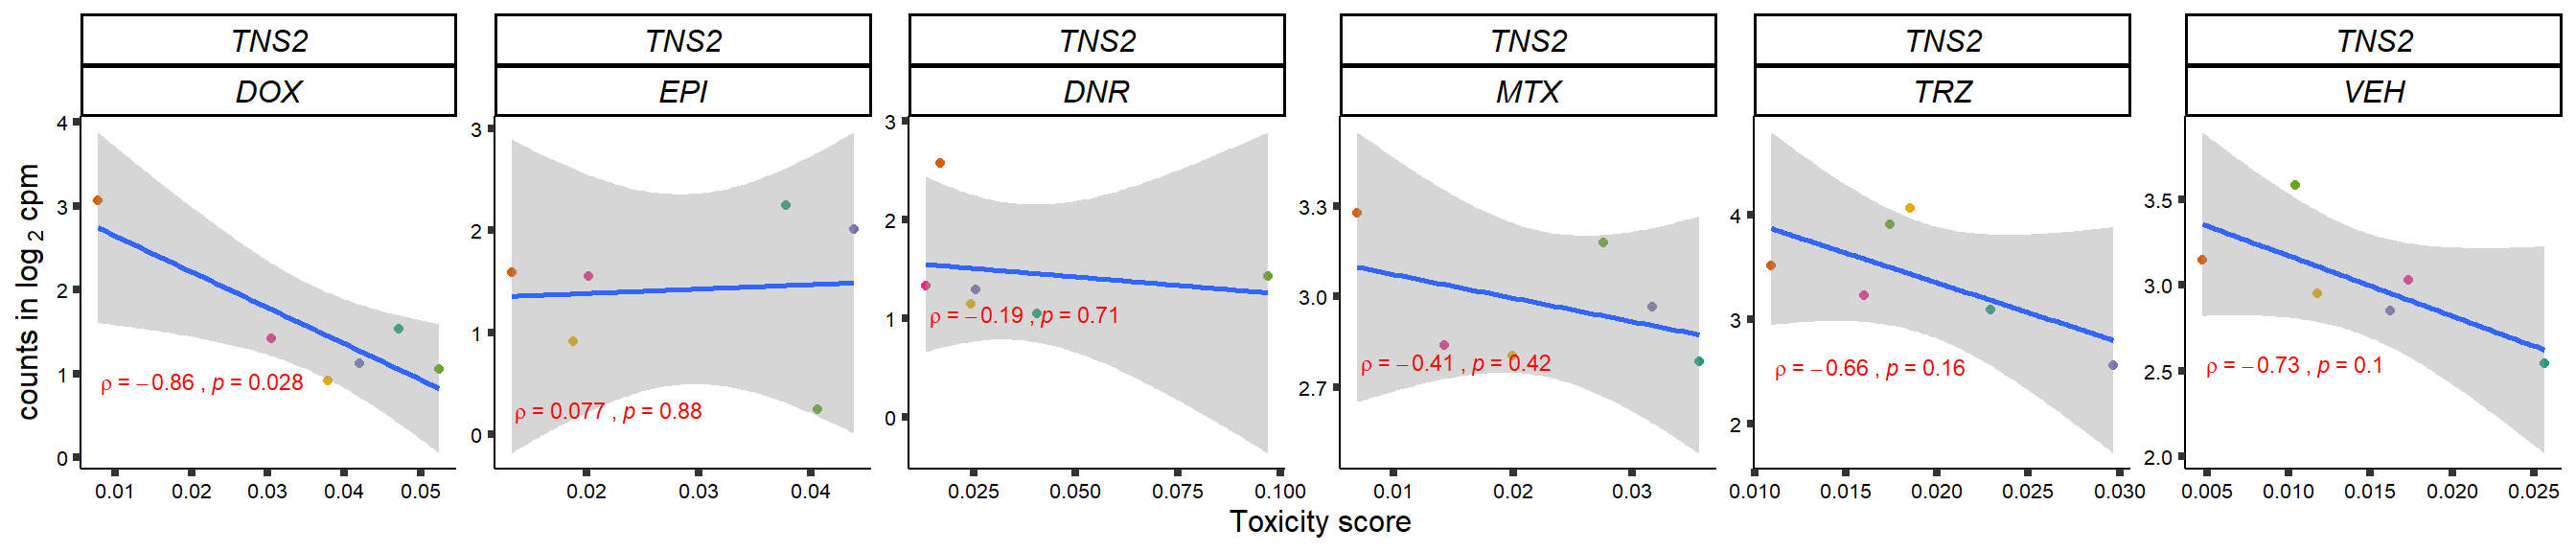 TNS2 TNS2 TNS2 TNS2 TNS2 TNS2
DOX EPI DNR MTX TRZ VEH
counts in log 2 cpm
4
3
2
1
0
ρ = −0.86 , p = 0.028
0.01 0.02 0.03 0.04 0.05
3
2
1
0
ρ = 0.077 , p = 0.88
0.02 0.03 0.04
3
2
1
0
ρ = −0.19 , p = 0.71
0.025 0.050 0.075 0.100
3.3
3.0
2.7
ρ = −0.41 , p = 0.42
0.01 0.02 0.03
4
3
2
ρ = −0.66 , p = 0.16
0.010 0.015 0.020 0.025 0.030
3.5
3.0
2.5
2.0
ρ = −0.73 , p = 0.1
0.005 0.010 0.015 0.020 0.025
Toxicity score